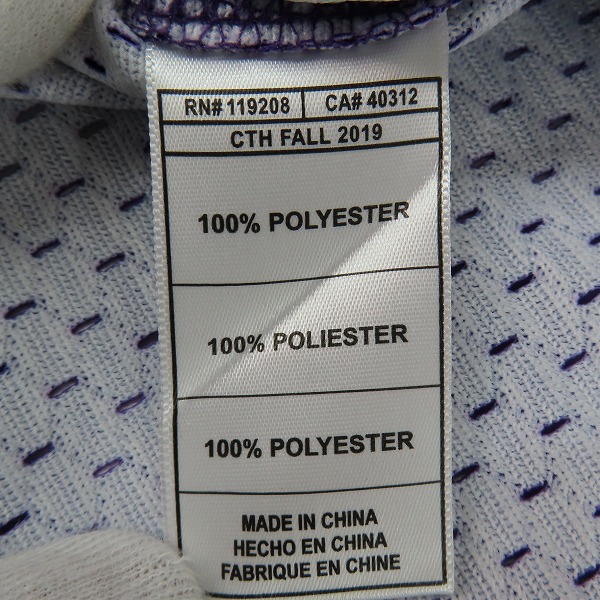 RN# 119208 CA# 40312
CTH FALL 2019
100% POLYESTER
100% POLIESTER
100% POLYESTER
MADE IN CHINA
HECHO EN CHINA
FABRIQUE EN CHINE